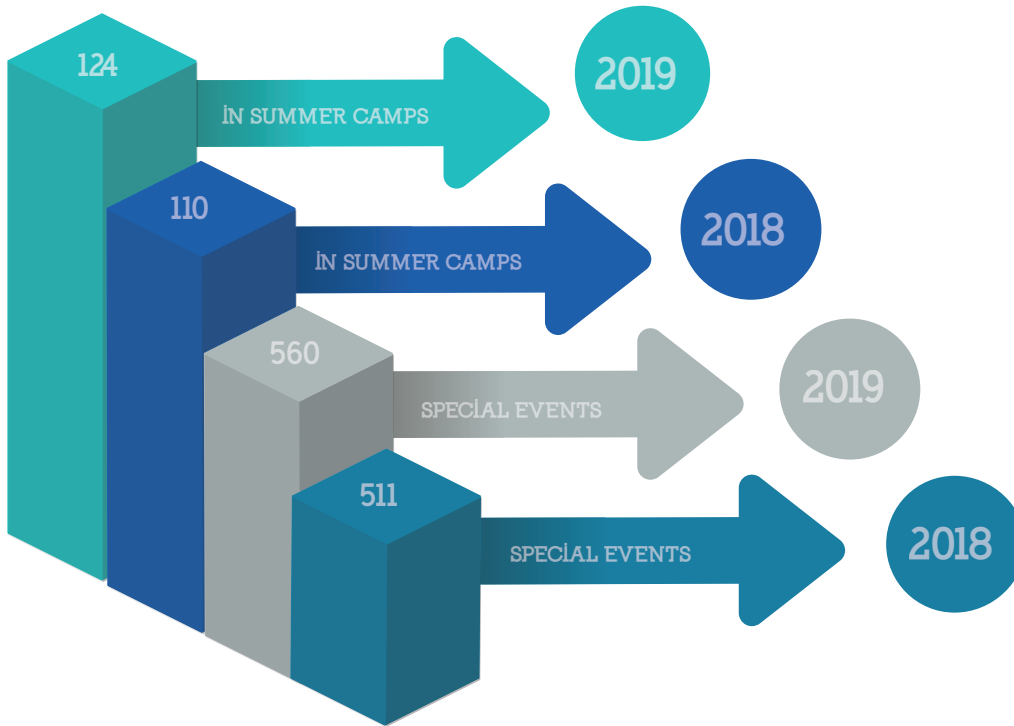 124
İN SUMMER CAMPS
2019
110
İN SUMMER CAMPS
2018
560
SPECİAL EVENTS
2019
511
SPECİAL EVENTS
2018